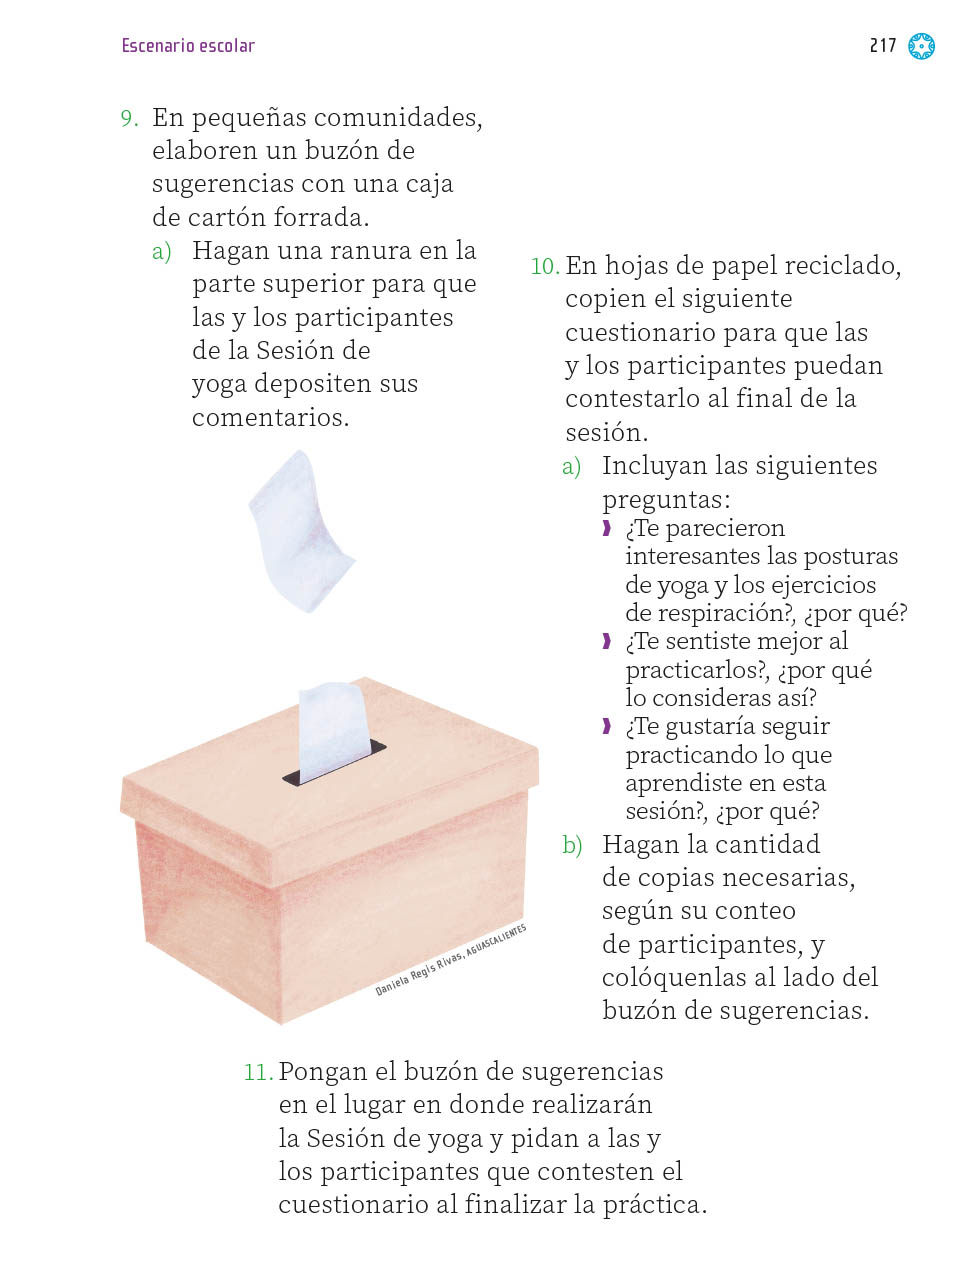 Escenario escolar
217
9. En pequeñas comunidades,
elaboren un buzón de
sugerencias con una caja
de cartón forrada.
a) Hagan una ranura en la
parte superior para que
las y los participantes
de la Sesión de
yoga depositen sus
comentarios.
10. En hojas de papel reciclado,
copien el siguiente
cuestionario para que las
y los participantes puedan
contestarlo al final de la
sesión.
a) Incluyan las siguientes
preguntas:
¿Te parecieron
interesantes las posturas
de yoga y los ejercicios
de respiración?, ¿por qué?
¿Te sentiste mejor al
practicarlos?, ¿por qué
lo consideras así?
¿Te gustaría seguir
practicando lo que
aprendiste en esta
sesión?, ¿por qué?
b) Hagan la cantidad
de copias necesarias,
según su conteo
de participantes, y
colóquenlas al lado del
buzón de sugerencias.
Daniela Regis Rivas, AGUASCALIENTES
11. Pongan el buzón de sugerencias
en el lugar en donde realizarán
la Sesión de yoga y pidan a las y
los participantes que contesten el
cuestionario al finalizar la práctica.